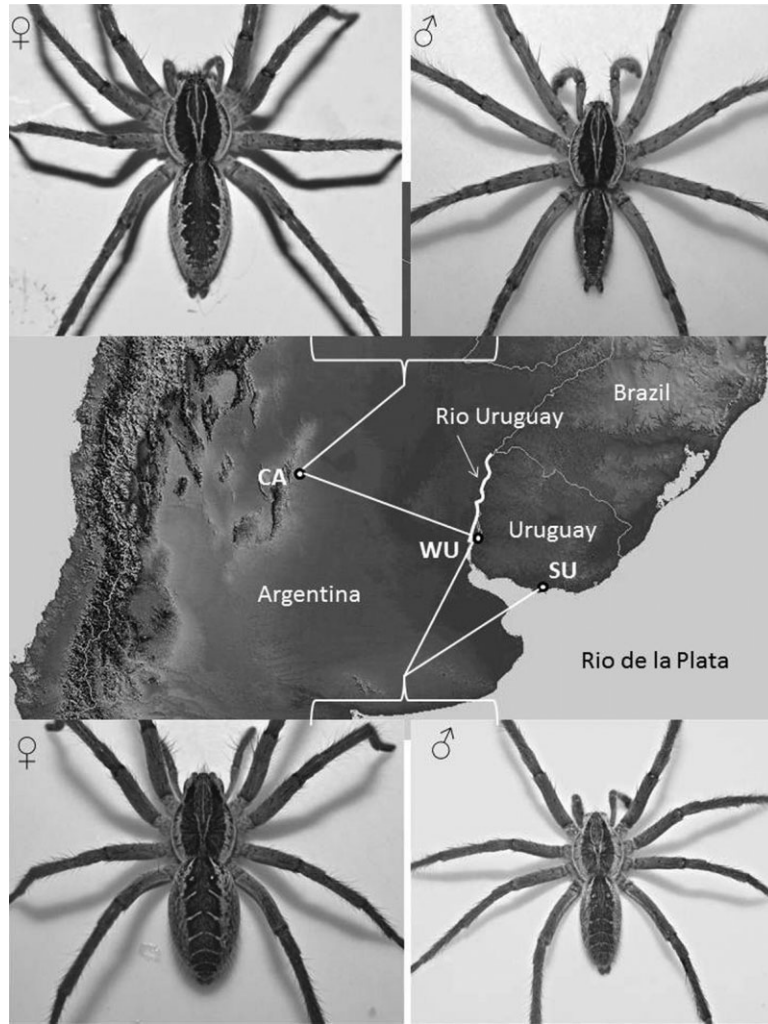 ♀
♂
Brazil
Rio Uruguay
CA
Uruguay
WU
SU
Argentina
Rio de la Plata
♀
♂